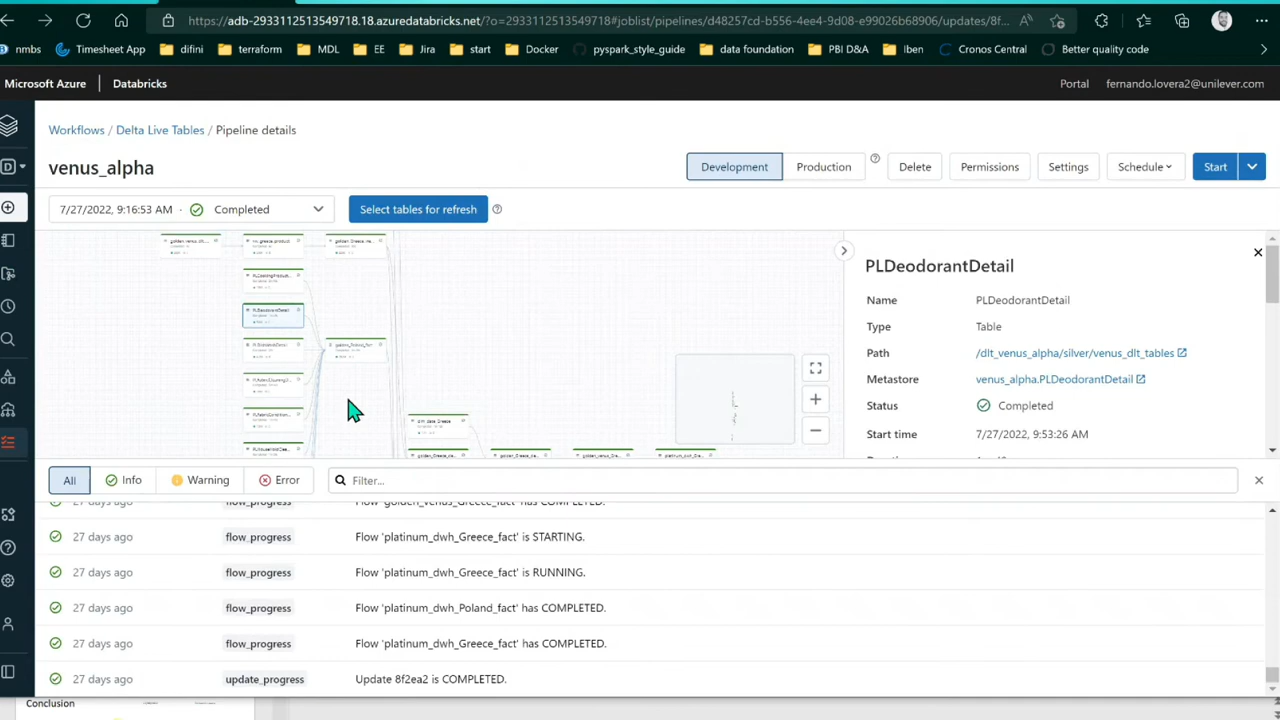 https://adb-2933112513549718.18.azuredatabricks.net/?o=2933112513549718#joblist/pipelines/d48257cd-b556-4ee4-9d08-e99026b68906/updates/8f...
nmbs Timesheet App difini terraform MDL EE Jira start Docker pyspark_style_guide data foundation PBI D&A Iben Cronos Central Better quality code
Microsoft Azure Databricks Portal fernando.lovera2@unilever.com
Workflows / Delta Live Tables / Pipeline details
venus_alpha Development Production Delete Permissions Settings Schedule Start
7/27/2022, 9:16:53 AM · Completed Select tables for refresh
PLDeodorantDetail
Name PLDeodorantDetail
Type Table
Path /dlt_venus_alpha/silver/venus_dlt_tables
Metastore venus_alpha.PLDeodorantDetail
Status Completed
Start time 7/27/2022, 9:53:26 AM
All Info Warning Error Filter...
Flow 'golden_venus_Greece_fact' has COMPLETED.
27 days ago flow_progress Flow 'platinum_dwh_Greece_fact' is STARTING.
27 days ago flow_progress Flow 'platinum_dwh_Greece_fact' is RUNNING.
27 days ago flow_progress Flow 'platinum_dwh_Poland_fact' has COMPLETED.
27 days ago flow_progress Flow 'platinum_dwh_Greece_fact' has COMPLETED.
27 days ago update_progress Update 8f2ea2 is COMPLETED.
Conclusion